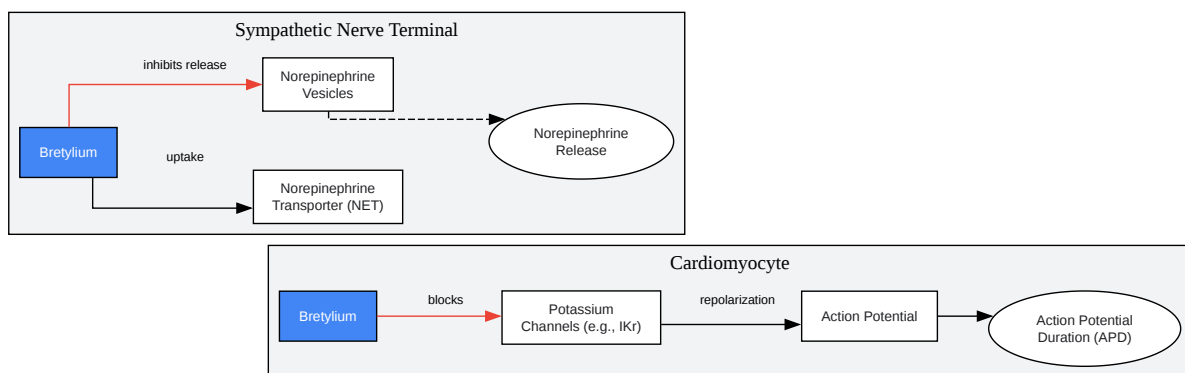 Sympathetic Nerve Terminal
inhibits release
Norepinephrine
Vesicles
Norepinephrine
Release
Bretylium
uptake
Norepinephrine
Transporter (NET)
Cardiomyocyte
Bretylium
blocks
Potassium
Channels (e.g., IKr)
repolarization
Action Potential
Action Potential
Duration (APD)